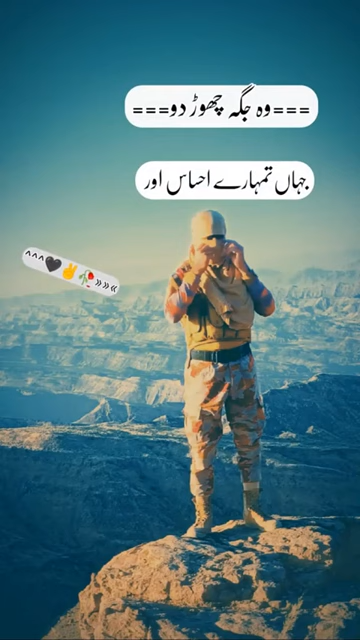 ===وہ جگہ چھوڑ دو===
جہاں تمہارے احساس اور
^^^🖤✌️🥀»»«